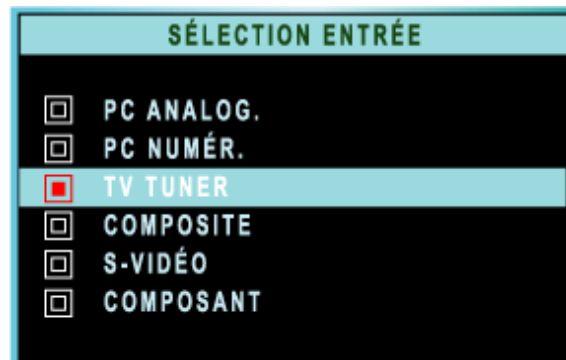 SÉLECTION ENTRÉE
PC ANALOG.
PC NUMÉR.
TV TUNER
COMPOSITE
S-VIDÉO
COMPOSANT